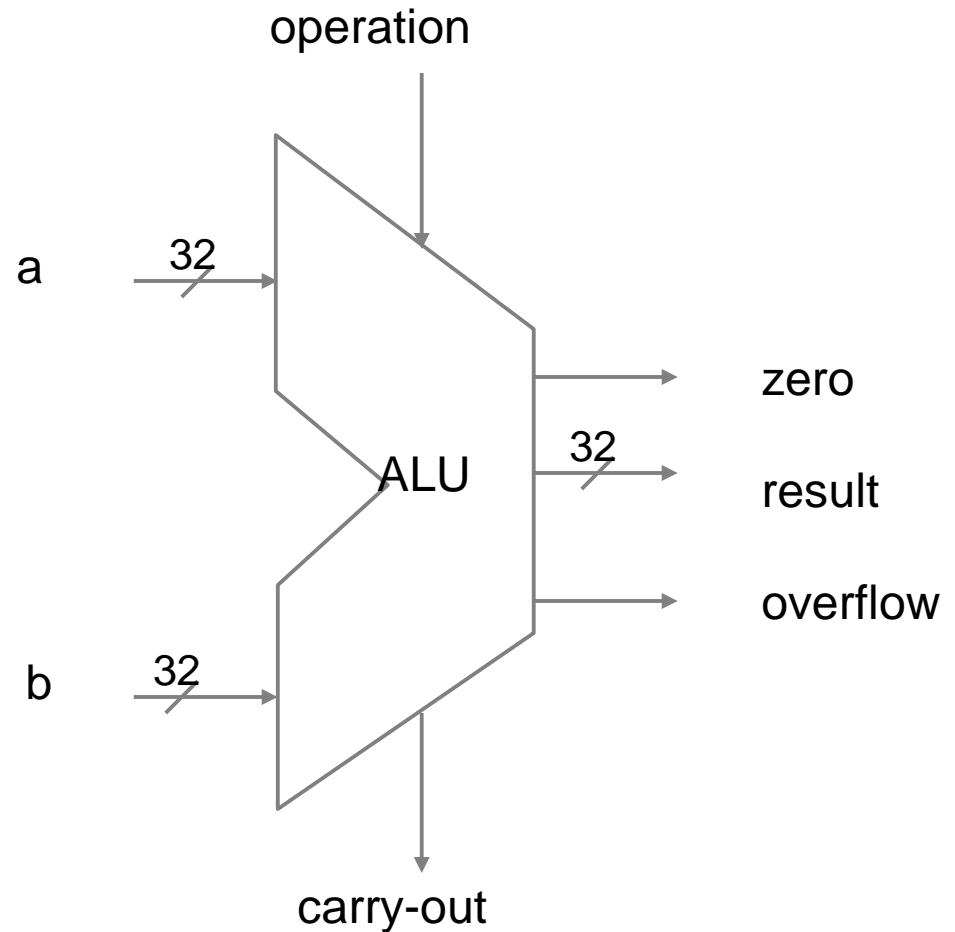 operation
32
a
zero
32
ALU
result
overflow
32
b
carry-out